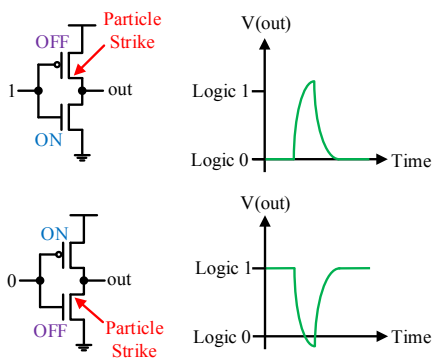 Particle
Strike
OFF
1
out
ON
V(out)
Logic 1
Logic 0
Time
ON
0
out
OFF
Particle
Strike
V(out)
Logic 1
Logic 0
Time